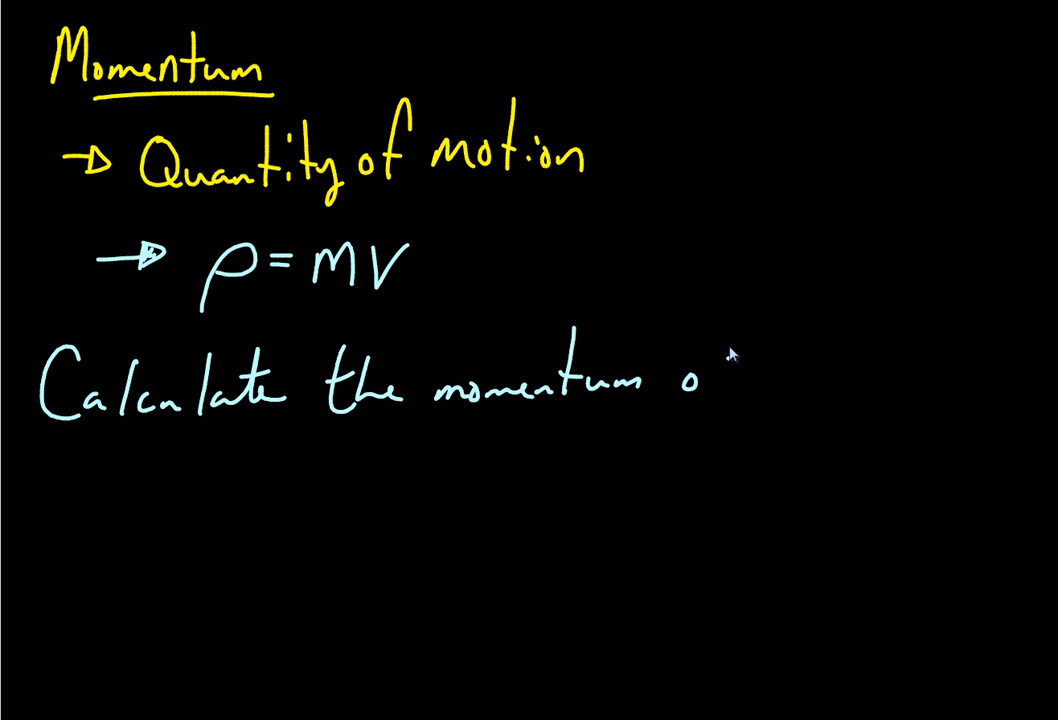 Momentum
→ Quantity of motion
→ ρ = mv
Calculate the momentum o